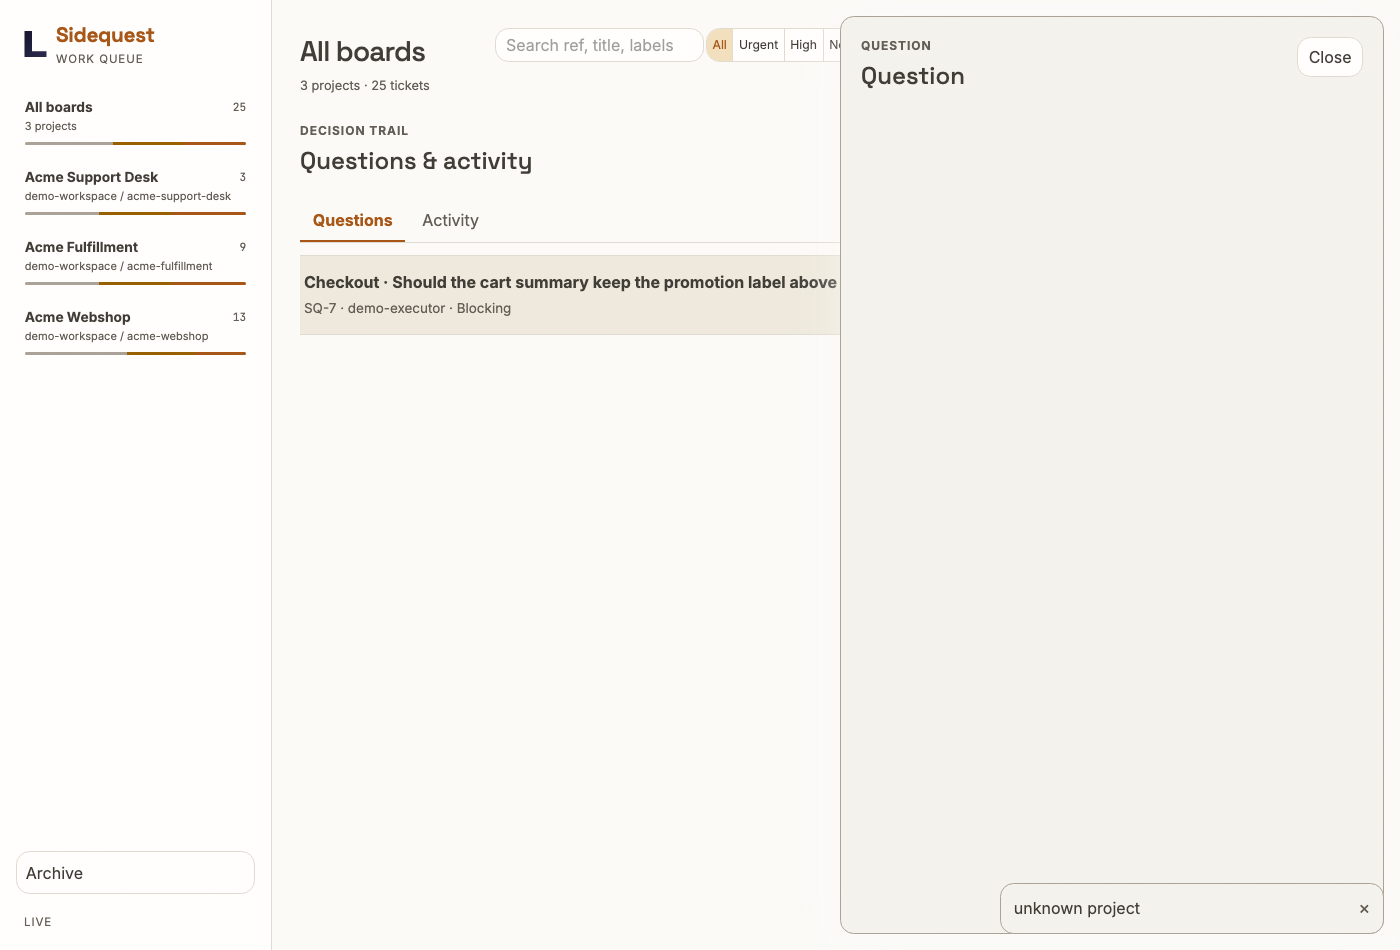 Sidequest
WORK QUEUE
All boards 25
3 projects
Acme Support Desk 3
demo-workspace / acme-support-desk
Acme Fulfillment 9
demo-workspace / acme-fulfillment
Acme Webshop 13
demo-workspace / acme-webshop
Archive
LIVE
All boards
3 projects · 25 tickets
Search ref, title, labels
All Urgent High
DECISION TRAIL
Questions & activity
Questions Activity
Checkout · Should the cart summary keep the promotion label above
SQ-7 · demo-executor · Blocking
QUESTION
Question
Close
unknown project ×